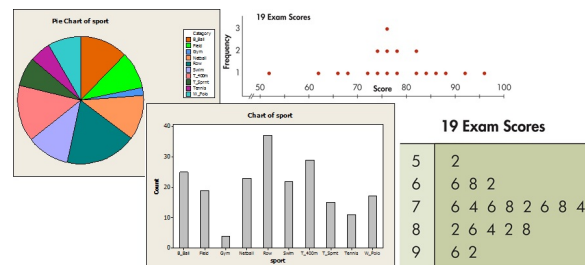 Pie Chart of sport
Category
B_Ball
Field
Gym
Netball
Row
Swim
T_400m
T_Sprnt
Tennis
W_Polo
19 Exam Scores
Frequency
3
2
1
50 60 70 80 90 100
Score
Chart of sport
Count
40
30
20
10
0
B_Ball Field Gym Netball Row Swim T_400m T_Sprnt Tennis W_Polo
sport
19 Exam Scores
5 2
6 6 8 2
7 6 4 6 8 2 6 8 4
8 2 6 4 2 8
9 6 2